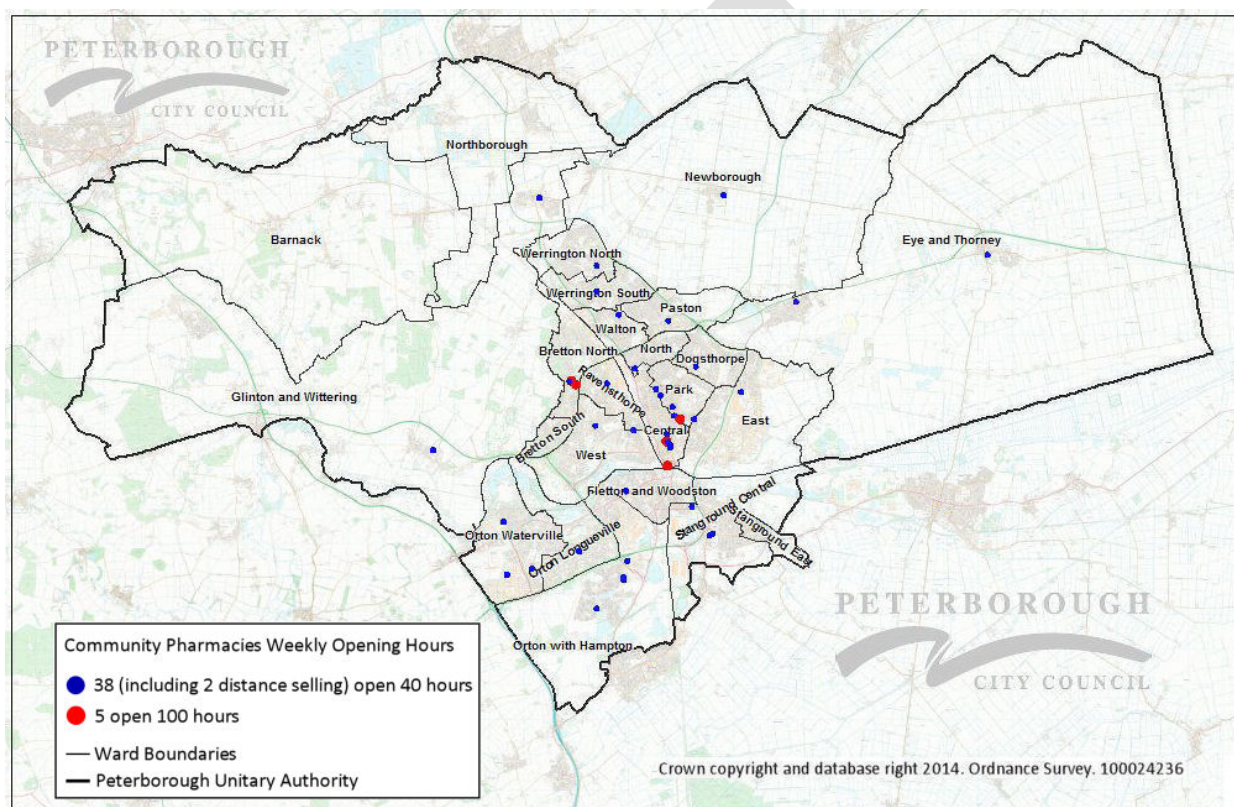 PETERBOROUGH
CITY COUNCIL
Northborough
Newborough
Barnack
Eye and Thorney
Werrington North
Werrington South
Paston
Walton
Bretton North
North
Dogsthorpe
Ravensthorpe
Park
Glinton and Wittering
East
Bretton South
Central
West
Fletton and Woodston
Stanground Central
Stanground East
Orton Waterville
Orton Longueville
Orton with Hampton
PETERBOROUGH
CITY COUNCIL
Community Pharmacies Weekly Opening Hours
38 (including 2 distance selling) open 40 hours
5 open 100 hours
Ward Boundaries
Peterborough Unitary Authority
Crown copyright and database right 2014. Ordnance Survey. 100024236